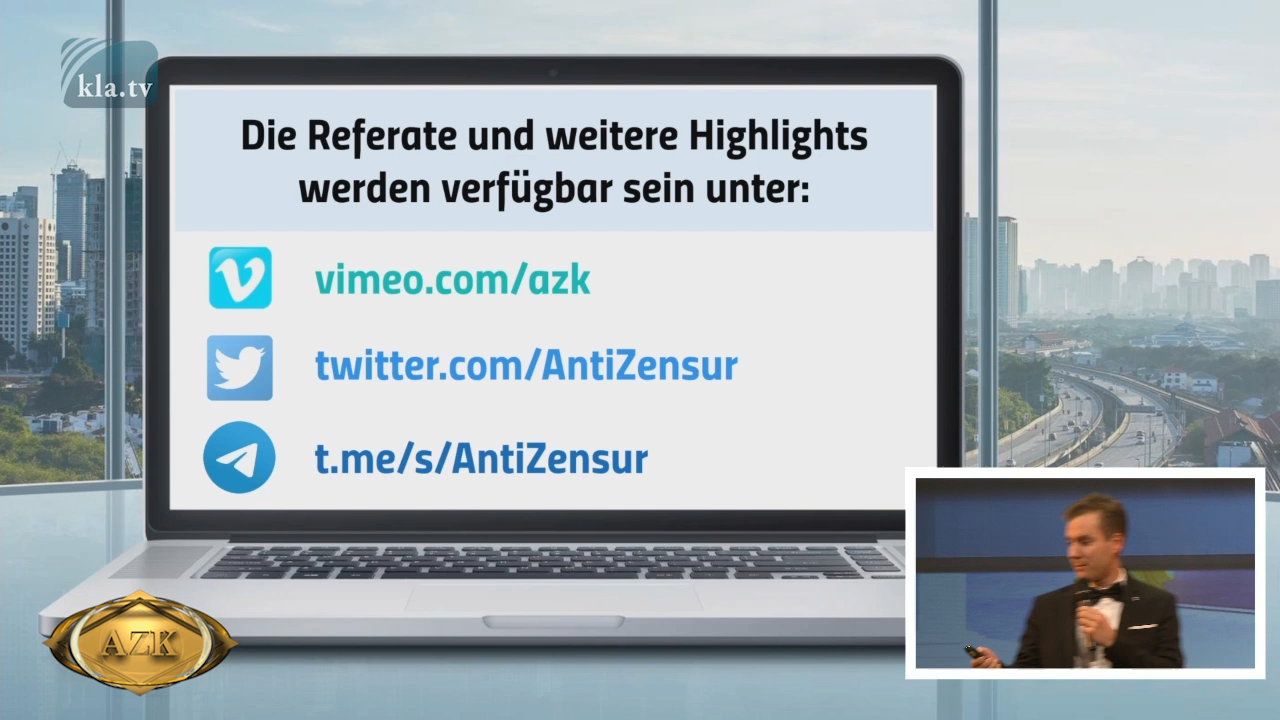 kla.tv
Die Referate und weitere Highlights
werden verfügbar sein unter:
vimeo.com/azk
twitter.com/AntiZensur
t.me/s/AntiZensur
AZK